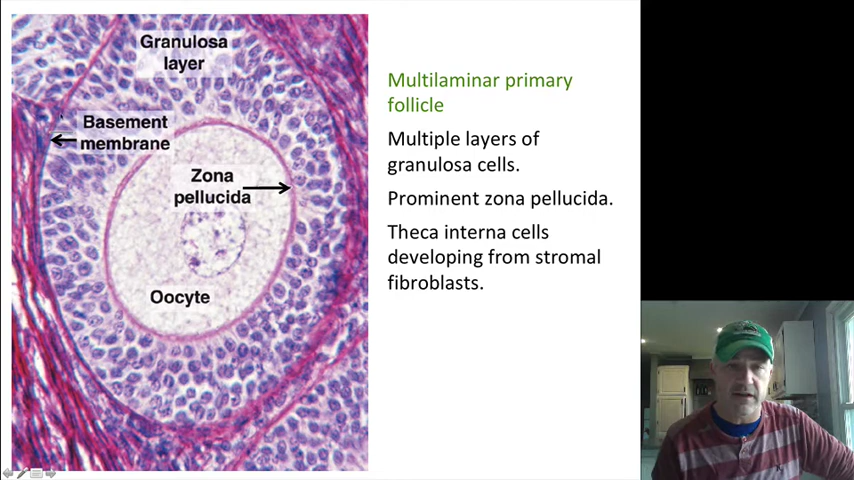 Granulosa
layer
Basement
membrane
Zona
pellucida
Oocyte
Multilaminar primary
follicle
Multiple layers of
granulosa cells.
Prominent zona pellucida.
Theca interna cells
developing from stromal
fibroblasts.